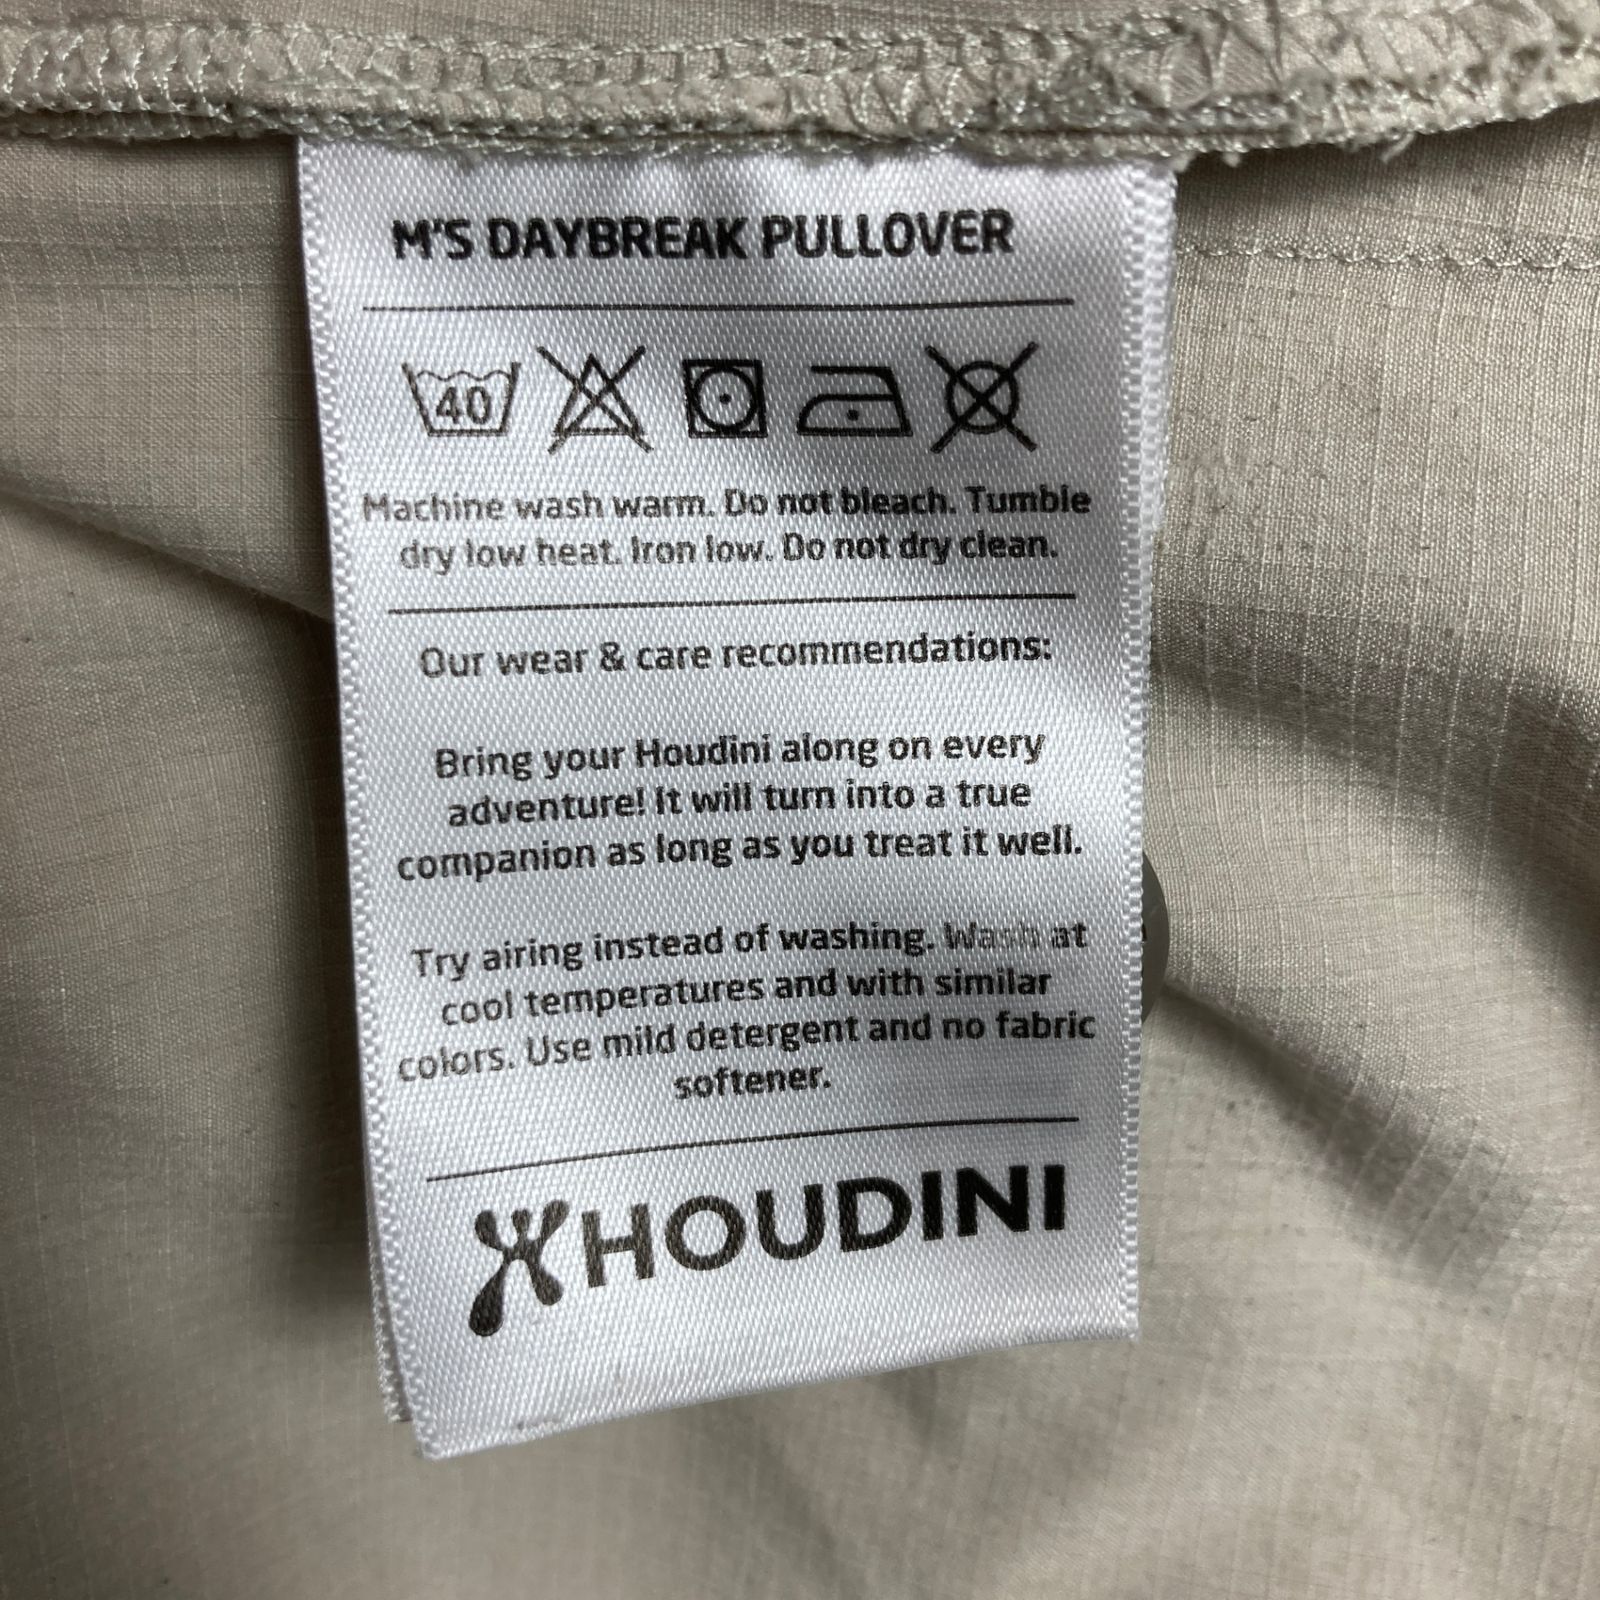 M'S DAYBREAK PULLOVER
40
Machine wash warm. Do not bleach. Tumble
dry low heat. Iron low. Do not dry clean.
Our wear & care recommendations:
Bring your Houdini along on every
adventure! It will turn into a true
companion as long as you treat it well.
Try airing instead of washing. Wash at
cool temperatures and with similar
colors. Use mild detergent and no fabric
softener.
HOUDINI